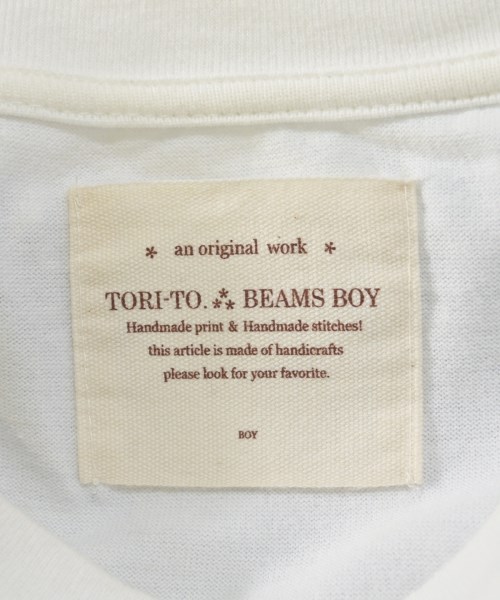 * an original work *
TORI-TO. ⁂ BEAMS BOY
Handmade print & Handmade stitches!
this article is made of handicrafts
please look for your favorite.
BOY